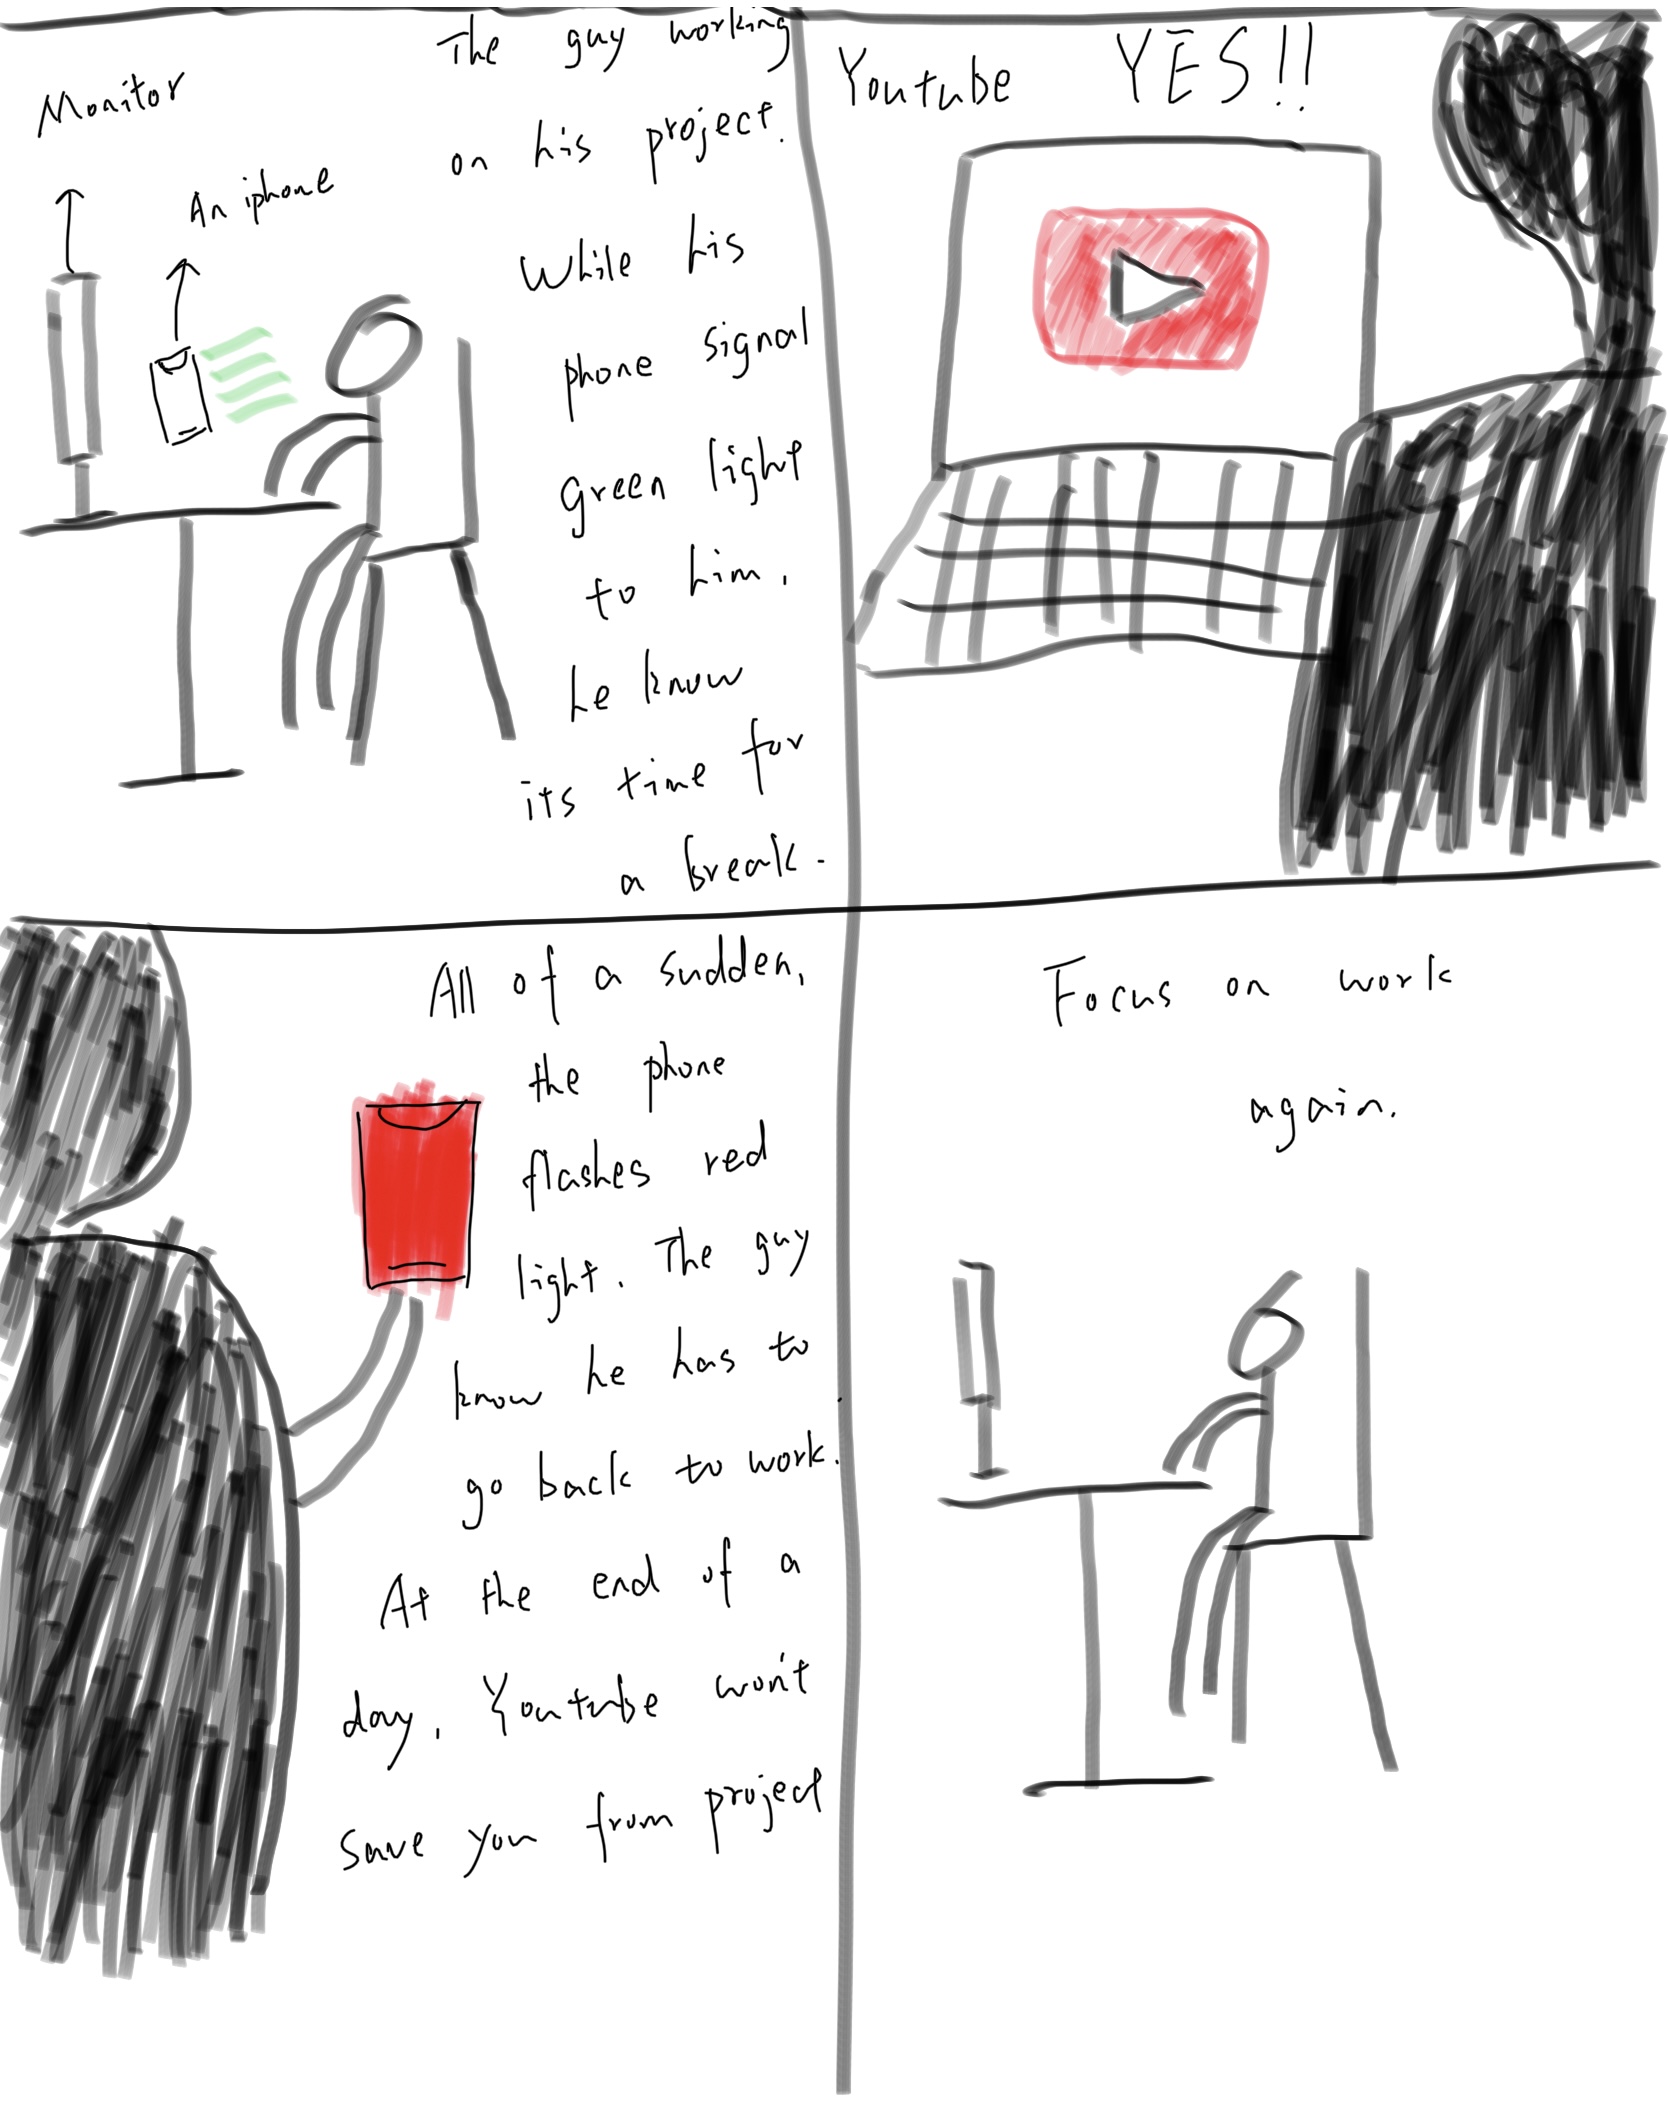 Monitor
An iphone
The guy working
on his project.
While his
phone signal
green light
to him,
he know
its time for
a break.
Youtube YES!!
All of a sudden,
the phone
flashes red
light. The guy
know he has to
go back to work.
At the end of a
day, Youtube won't
save you from project
Focus on work
again.